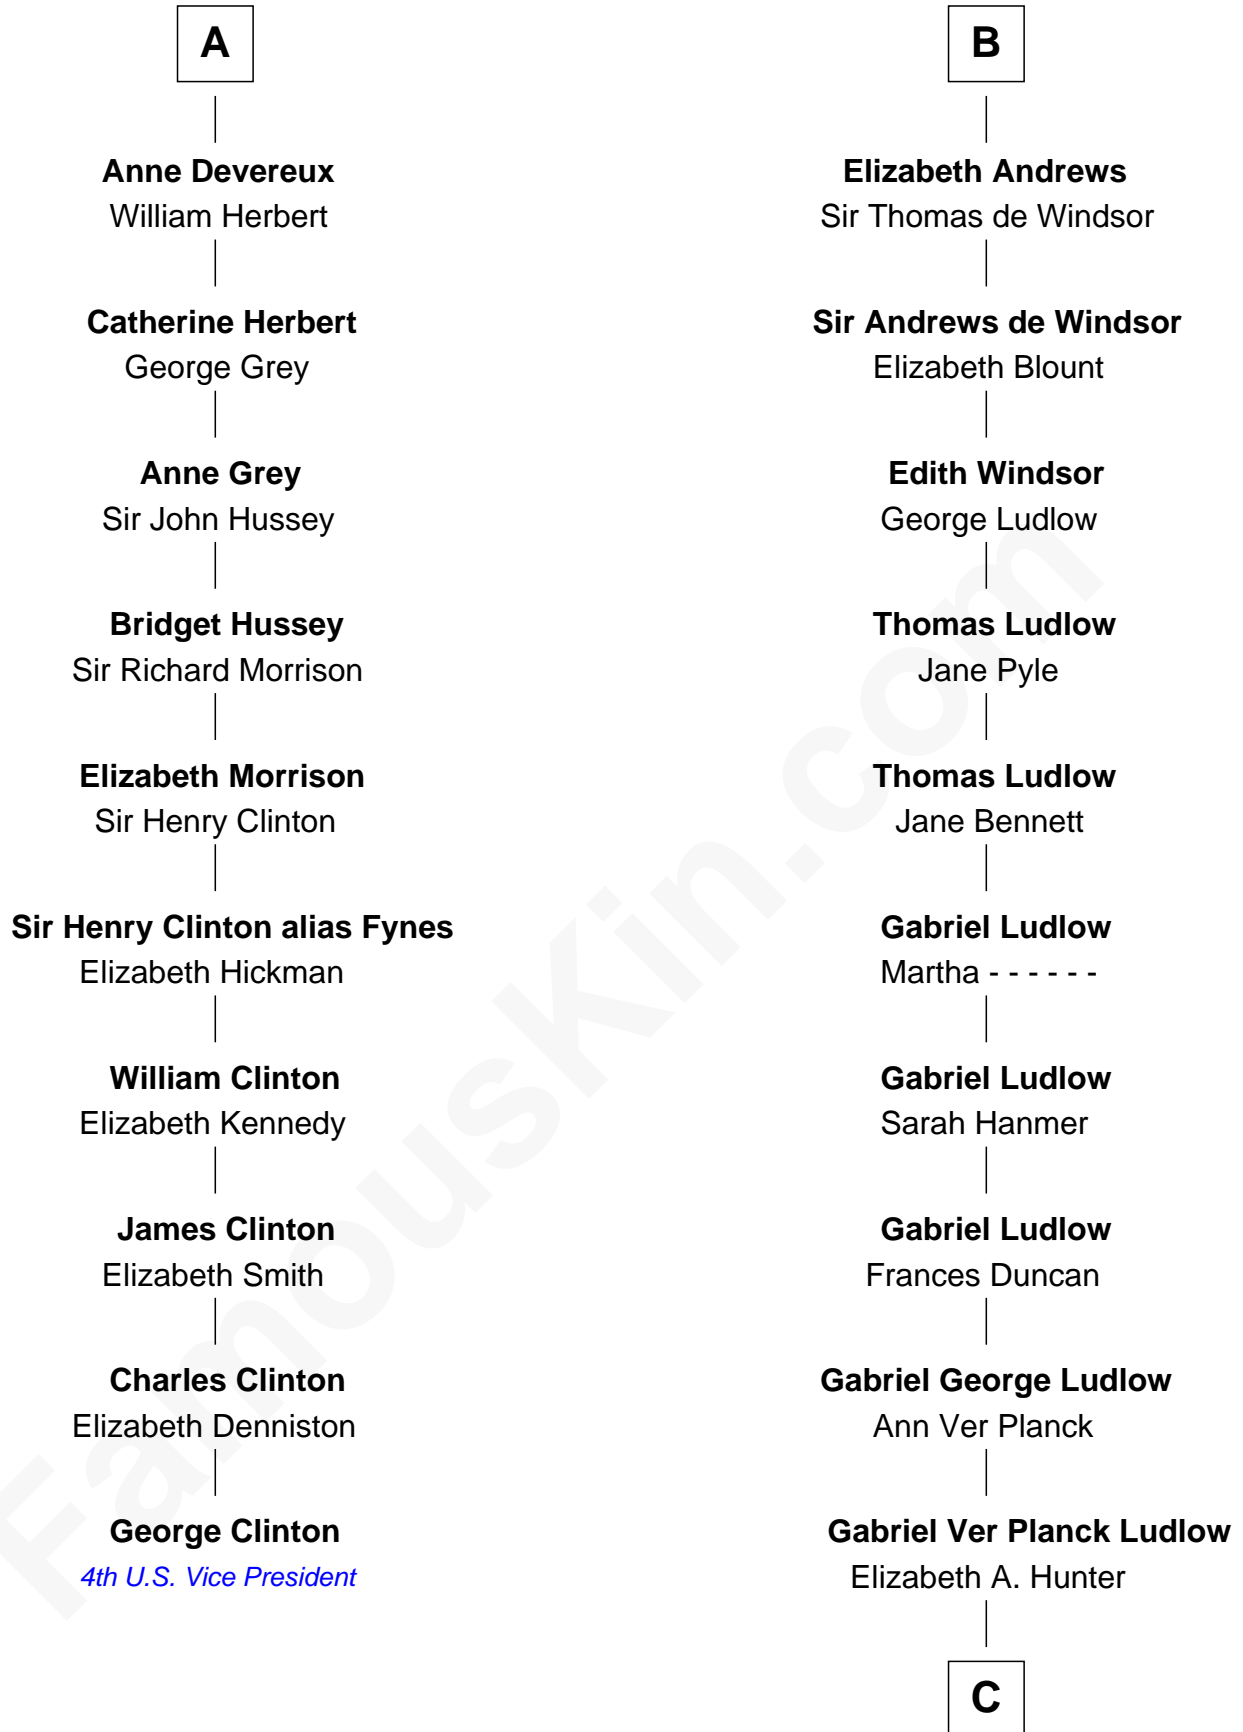 A
Anne Devereux
William Herbert
Catherine Herbert
George Grey
Anne Grey
Sir John Hussey
Bridget Hussey
Sir Richard Morrison
Elizabeth Morrison
Sir Henry Clinton
Sir Henry Clinton alias Fynes
Elizabeth Hickman
William Clinton
Elizabeth Kennedy
James Clinton
Elizabeth Smith
Charles Clinton
Elizabeth Denniston
George Clinton
4th U.S. Vice President
B
Elizabeth Andrews
Sir Thomas de Windsor
Sir Andrews de Windsor
Elizabeth Blount
Edith Windsor
George Ludlow
Thomas Ludlow
Jane Pyle
Thomas Ludlow
Jane Bennett
Gabriel Ludlow
Martha - - - - - -
Gabriel Ludlow
Sarah Hanmer
Gabriel Ludlow
Frances Duncan
Gabriel George Ludlow
Ann Ver Planck
Gabriel Ver Planck Ludlow
Elizabeth A. Hunter
C
FamousKin.com